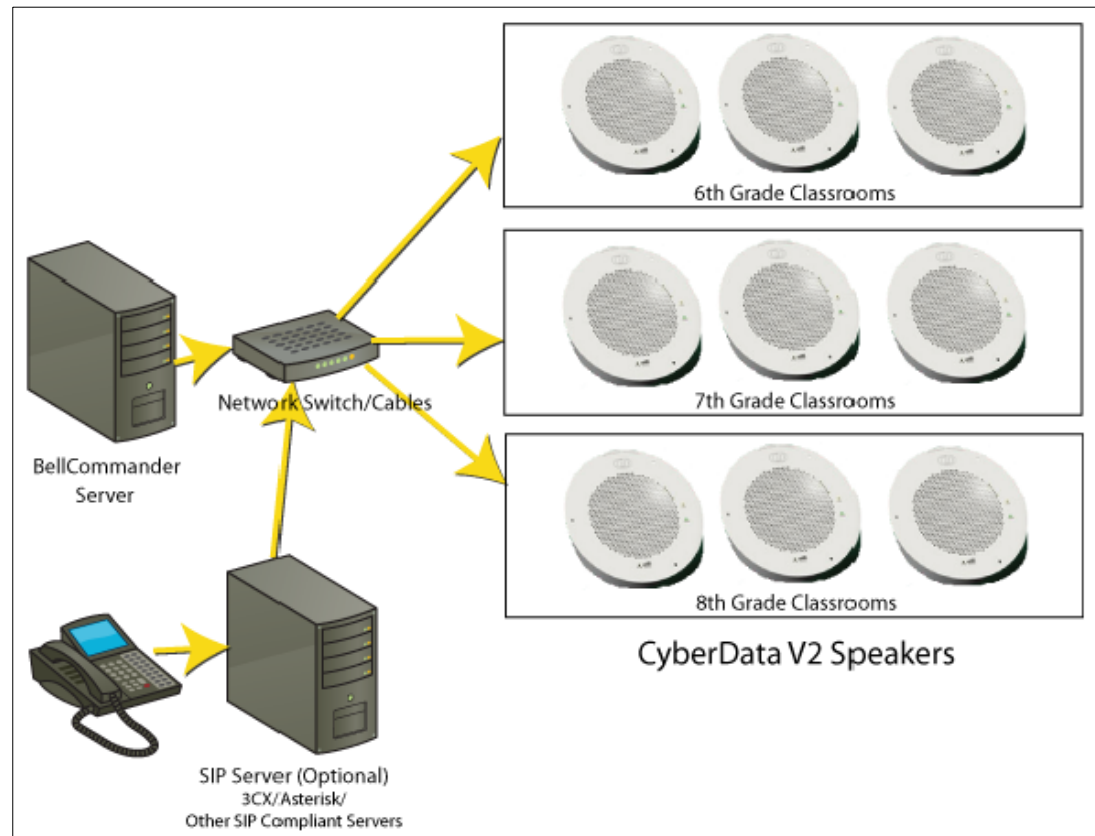 6th Grade Classrooms
7th Grade Classrooms
8th Grade Classrooms
CyberData V2 Speakers
Network Switch/Cables
BellCommander
Server
SIP Server (Optional)
3CX/Asterisk/
Other SIP Compliant Servers